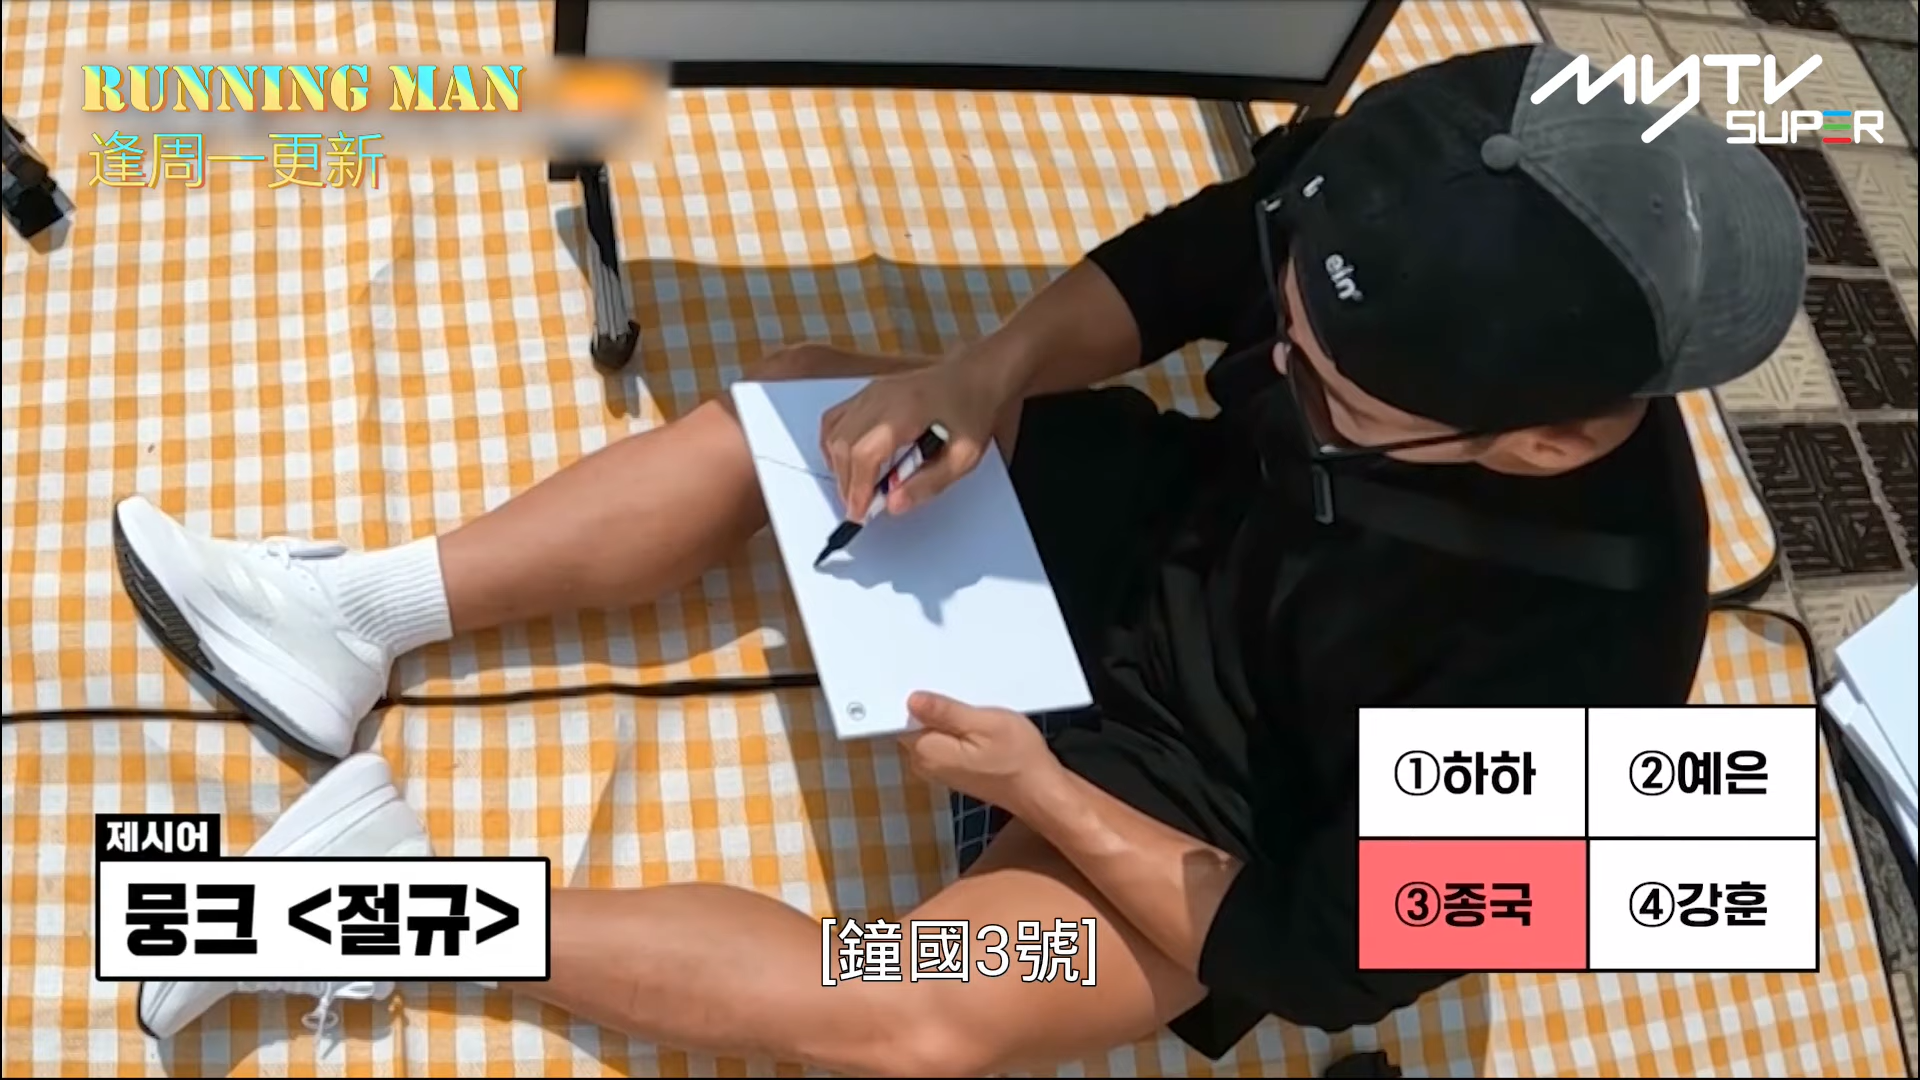 RUNNING MAN
逢周一更新
MYTV
SUPER
ein
①하하
②예은
③종국
④강훈
제시어
뭉크 <절규>
[鐘國3號]